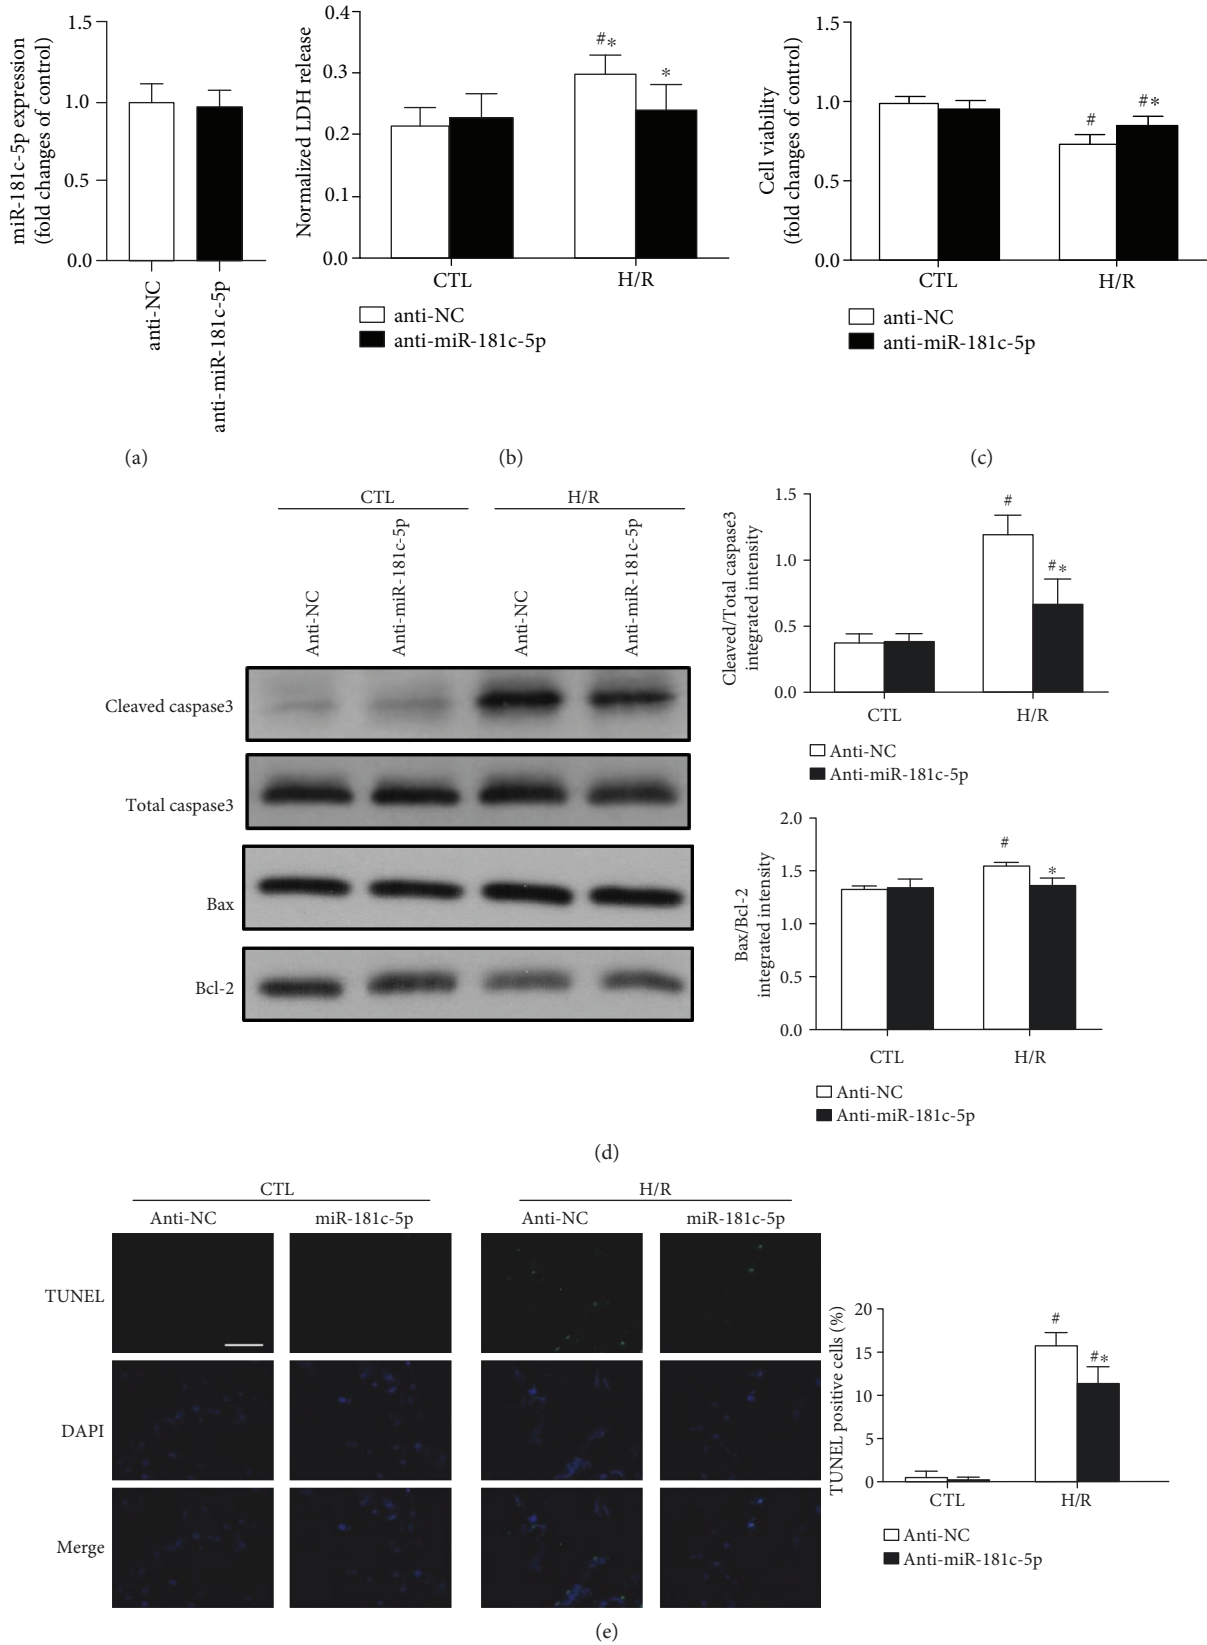 miR-181c-5p expression
(fold changes of control)
1.5
1.0
0.5
0.0
anti-NC
anti-miR-181c-5p
(a)
Normalized LDH release
0.4
0.3
0.2
0.1
0.0
#*
*
CTL
H/R
anti-NC
anti-miR-181c-5p
(b)
Cell viability
(fold changes of control)
1.5
1.0
0.5
0.0
#
#*
CTL
H/R
anti-NC
anti-miR-181c-5p
(c)
CTL
H/R
Anti-NC
Anti-miR-181c-5p
Anti-NC
Anti-miR-181c-5p
Cleaved caspase3
Total caspase3
Bax
Bcl-2
Cleaved/Total caspase3
integrated intensity
1.5
1.0
0.5
0.0
#
#*
CTL
H/R
Anti-NC
Anti-miR-181c-5p
Bax/Bcl-2
integrated intensity
2.0
1.5
1.0
0.5
0.0
#
*
CTL
H/R
Anti-NC
Anti-miR-181c-5p
(d)
CTL
H/R
Anti-NC
miR-181c-5p
Anti-NC
miR-181c-5p
TUNEL
DAPI
Merge
TUNEL positive cells (%)
20
15
10
5
0
#
#*
CTL
H/R
Anti-NC
Anti-miR-181c-5p
(e)